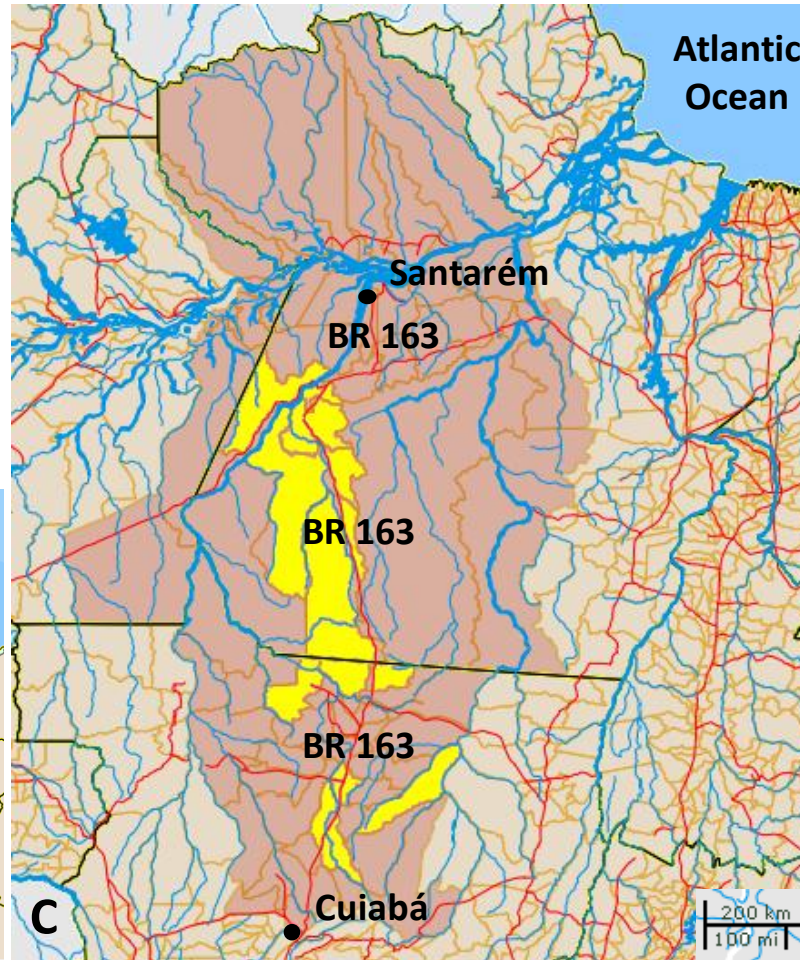 Atlantic
Ocean
Santarém
BR 163
BR 163
BR 163
Cuiabá
C
200 km
100 mi